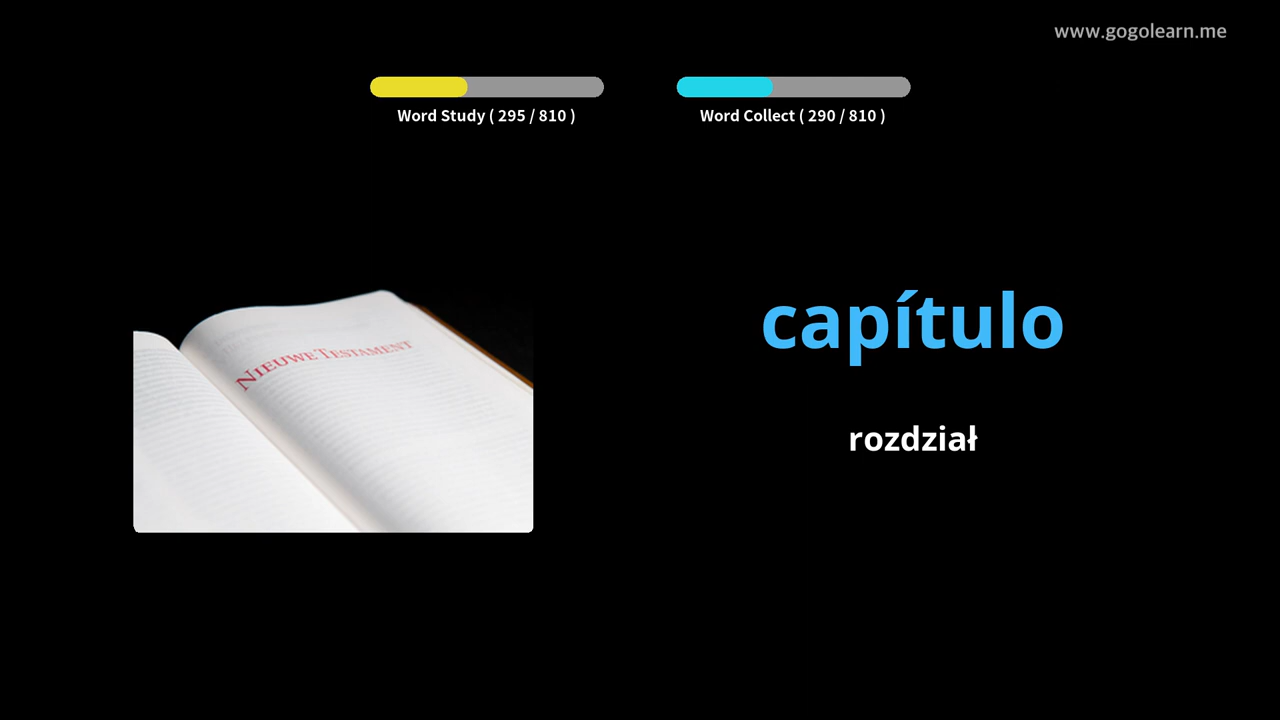 www.gogolearn.me
Word Study ( 295 / 810 )
Word Collect ( 290 / 810 )
NIEUWE TESTAMENT
capítulo
rozdział